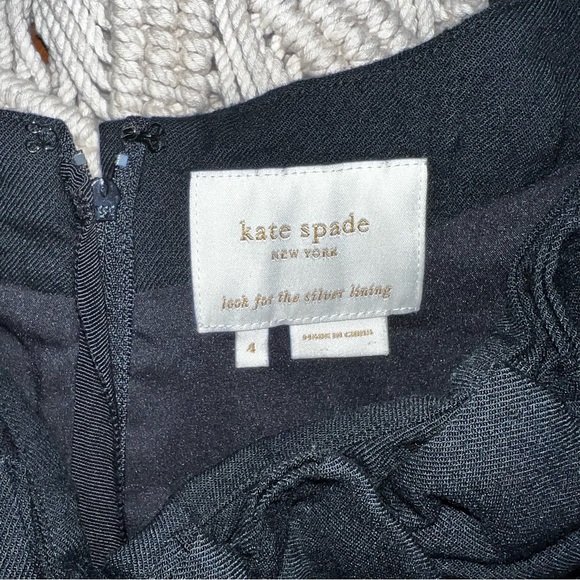 kate spade
NEW YORK
look for the silver lining
4
MADE IN CHINA